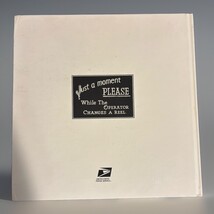 Just a moment
PLEASE
While The OPERATOR
CHANGES A REEL